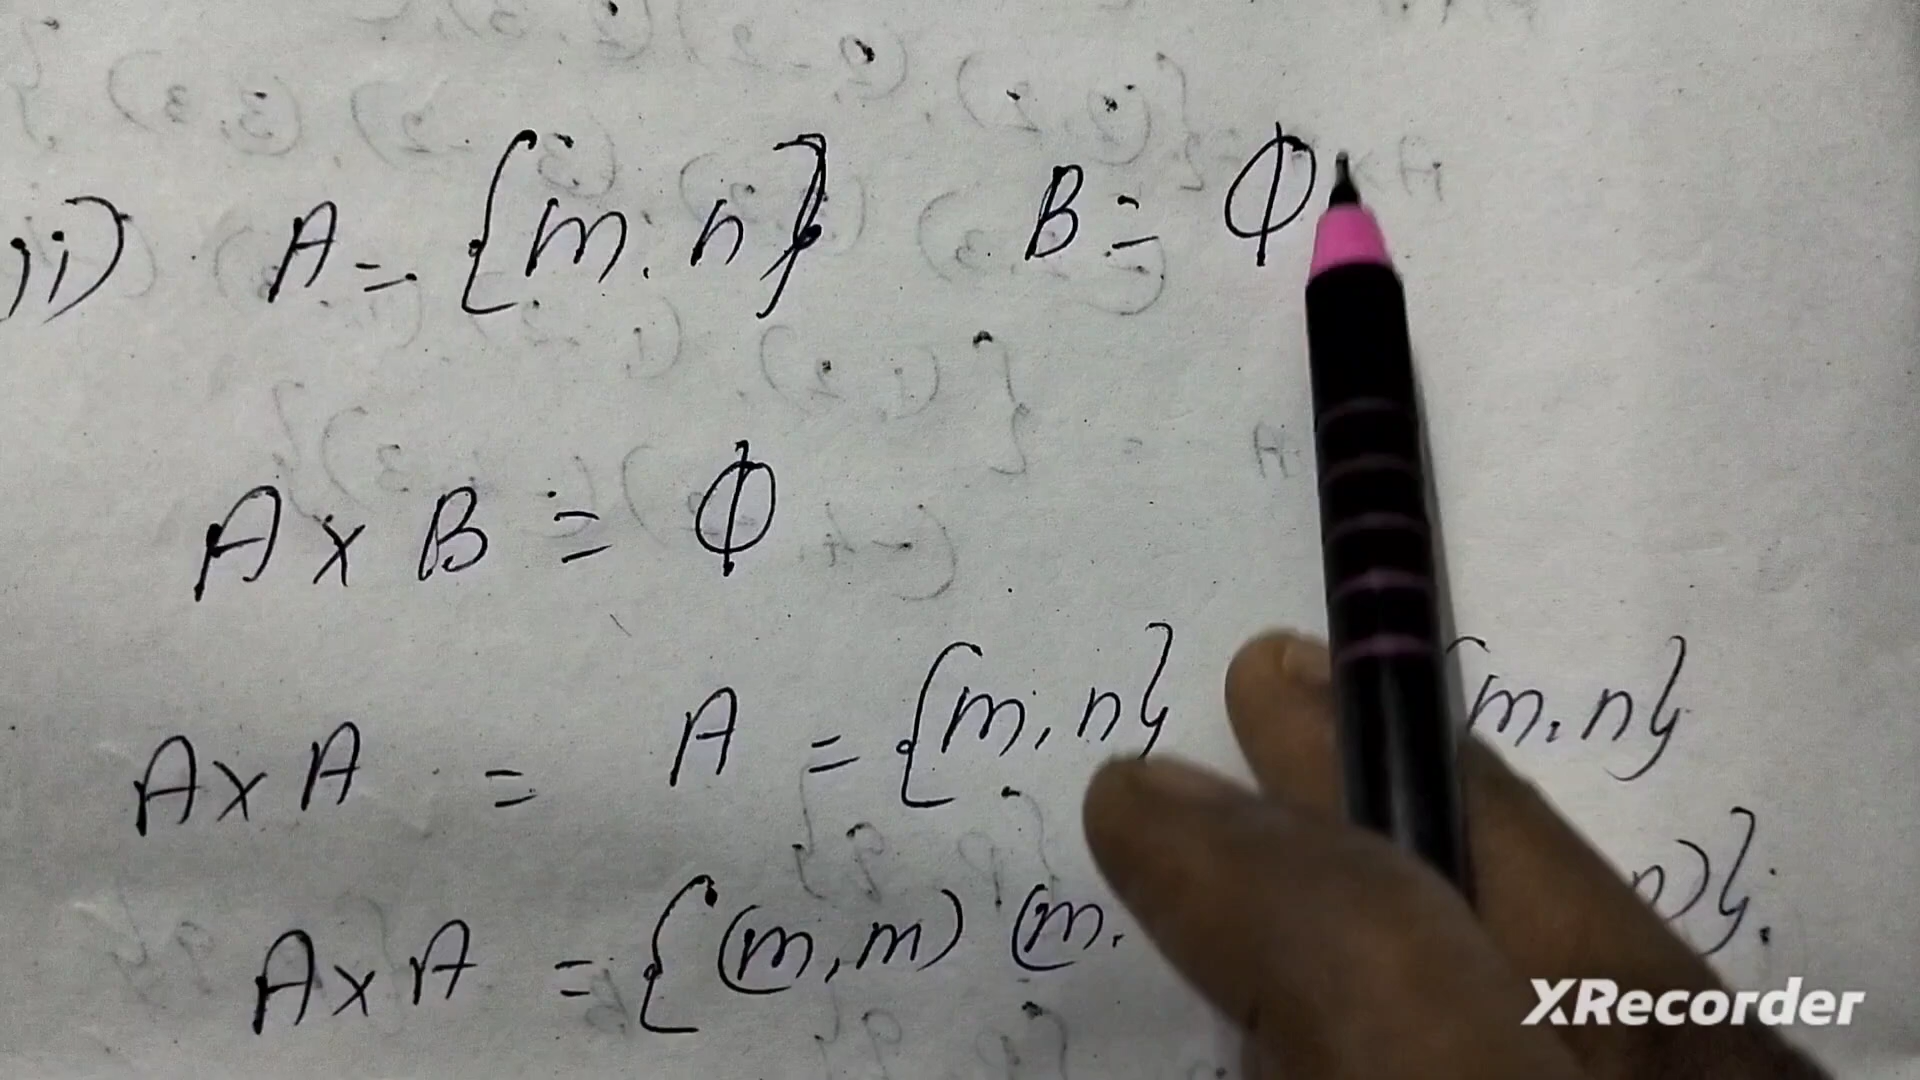 ii) A = {m, n} B = Φ
A x B = Φ
A x A = A = {m, n} {m, n}
A x A = {(m, m) (m, n)}.
XRecorder